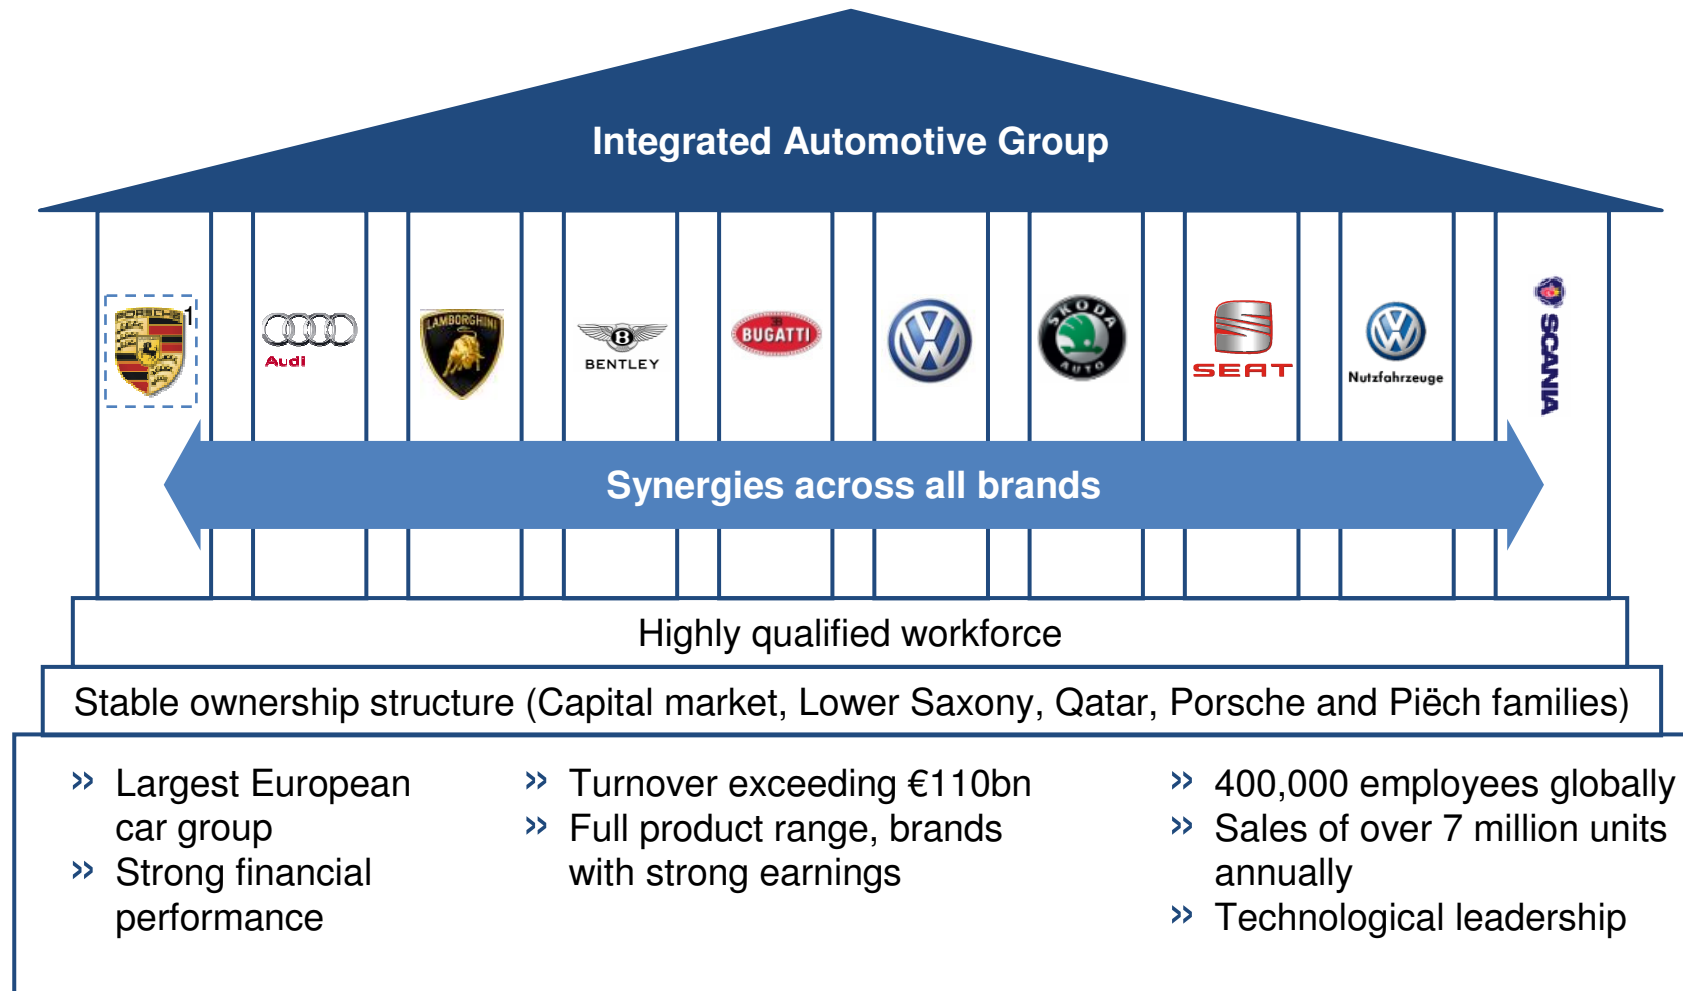 Integrated Automotive Group
PORSCHE
1
Audi
LAMBORGHINI
B
BENTLEY
BUGATTI
SKODA
AUTO
SEAT
Nutzfahrzeuge
SCANIA
Synergies across all brands
Highly qualified workforce
Stable ownership structure (Capital market, Lower Saxony, Qatar, Porsche and Piëch families)
» Largest European
car group
» Strong financial
performance
» Turnover exceeding €110bn
» Full product range, brands
with strong earnings
» 400,000 employees globally
» Sales of over 7 million units
annually
» Technological leadership